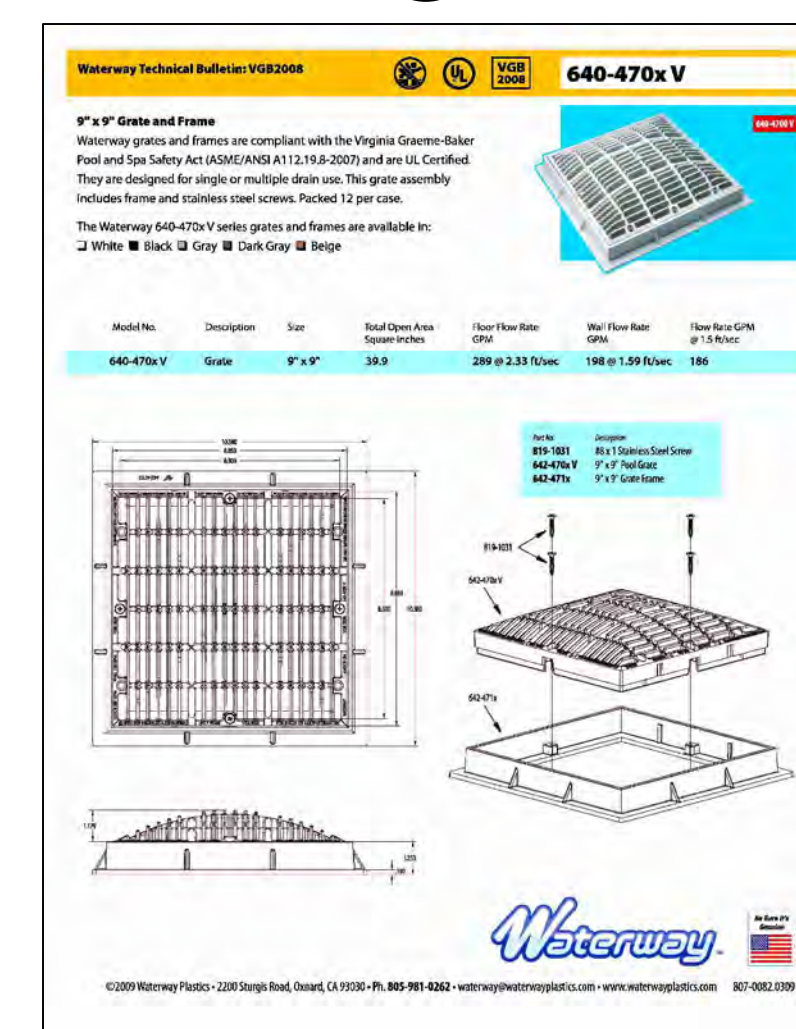 Waterway Technical Bulletin: VGB2008
UL
VGB
2008
640-470x V
9" x 9" Grate and Frame
Waterway grates and frames are compliant with the Virginia Graeme-Baker
Pool and Spa Safety Act (ASME/ANSI A112.19.8-2007) and are UL Certified.
They are designed for single or multiple drain use. This grate assembly
includes frame and stainless steel screws. Packed 12 per case.
640-4700 V
The Waterway 640-470x V series grates and frames are available in:
White Black Gray Dark Gray Beige
Model No. Description Size Total Open Area Square Inches Floor Flow Rate GPM Wall Flow Rate GPM Flow Rate GPM @ 1.5 ft/sec
640-470x V Grate 9" x 9" 39.9 289 @ 2.33 ft/sec 198 @ 1.59 ft/sec 186
Part No. Description
819-1031 #8 x 1 Stainless Steel Screw
642-470x V 9" x 9" Pool Grate
642-471x 9" x 9" Grate Frame
819-1031
642-470x V
642-471x
Waterway
Be Sure It's
Genuine
©2009 Waterway Plastics • 2200 Sturgis Road, Oxnard, CA 93030 • Ph. 805-981-0262 • waterway@waterwayplastics.com • www.waterwayplastics.com 807-0082.0309